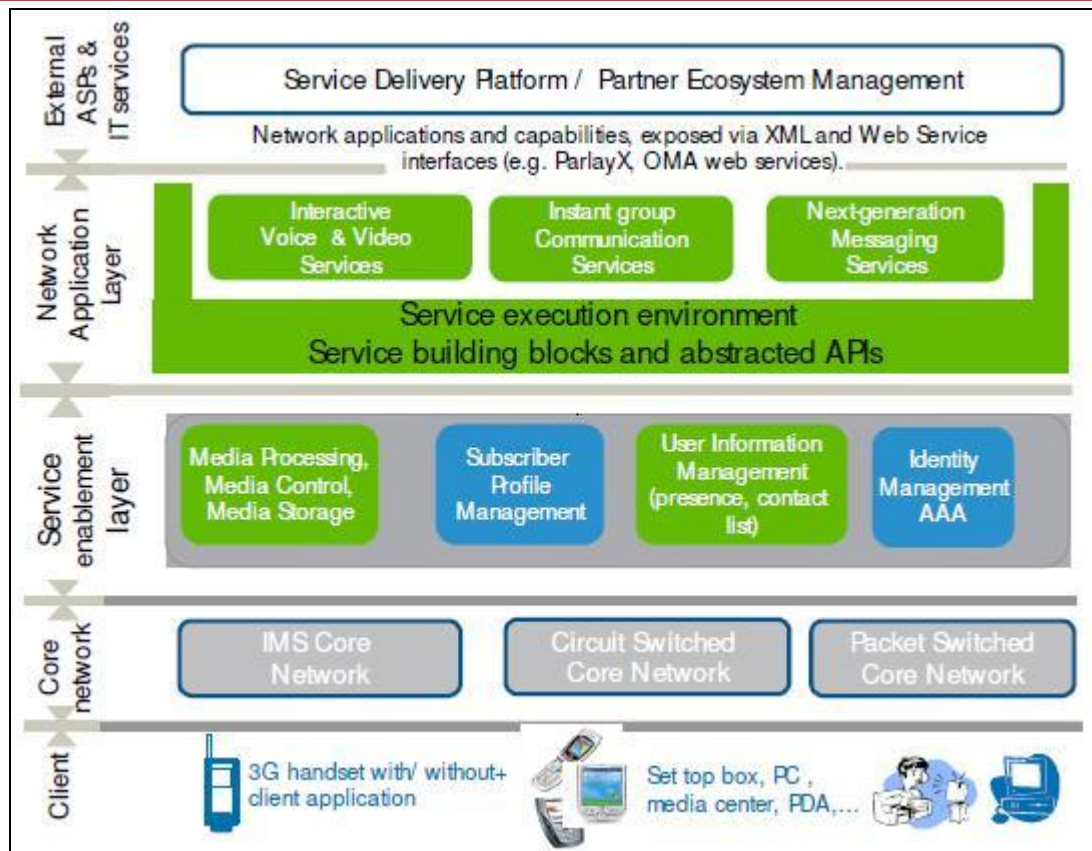 External
ASPs &
IT services
Service Delivery Platform / Partner Ecosystem Management
Network applications and capabilities, exposed via XML and Web Service
interfaces (e.g. ParlayX, OMA web services).
Network
Application
Layer
Interactive
Voice & Video
Services
Instant group
Communication
Services
Next-generation
Messaging
Services
Service execution environment
Service building blocks and abstracted APIs
Service
enablement
layer
Media Processing,
Media Control,
Media Storage
Subscriber
Profile
Management
User Information
Management
(presence, contact
list)
Identity
Management
AAA
Core
network
IMS Core
Network
Circuit Switched
Core Network
Packet Switched
Core Network
Client
3G handset with/ without+
client application
Set top box, PC ,
media center, PDA,...